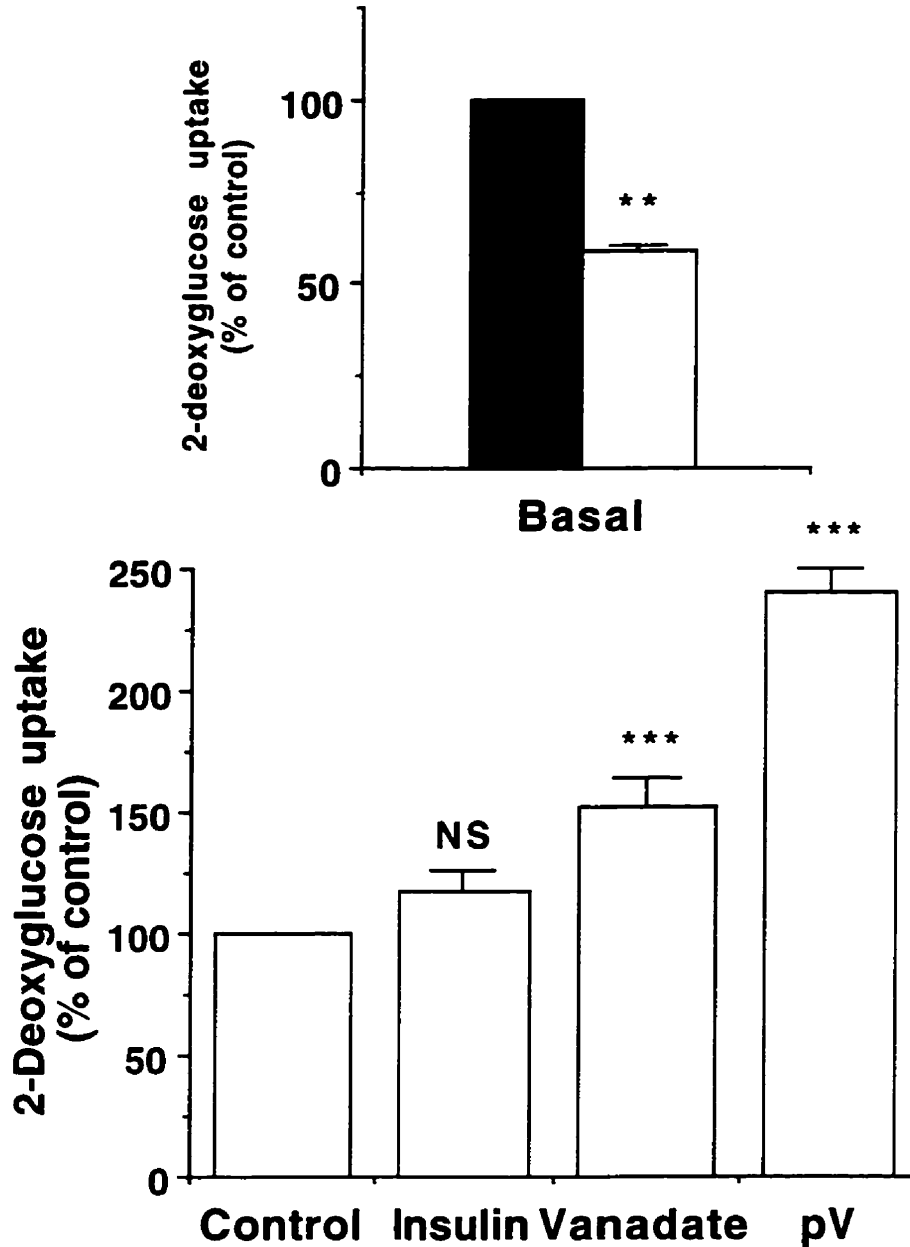 2-deoxyglucose uptake
(% of control)
100
50
0
**
Basal
2-Deoxyglucose uptake
(% of control)
250
200
150
100
50
0
NS
***
***
Control Insulin Vanadate pV